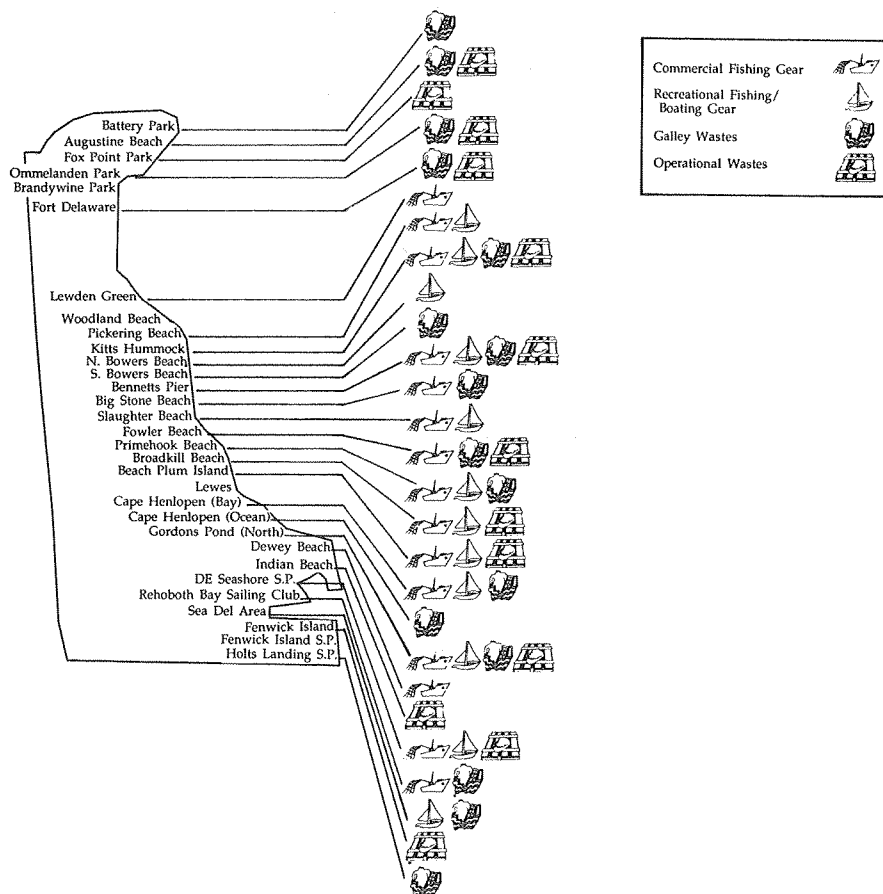 Battery Park
Augustine Beach
Fox Point Park
Ommelanden Park
Brandywine Park
Fort Delaware
Lewden Green
Woodland Beach
Pickering Beach
Kitts Hummock
N. Bowers Beach
S. Bowers Beach
Bennetts Pier
Big Stone Beach
Slaughter Beach
Fowler Beach
Primehook Beach
Broadkill Beach
Beach Plum Island
Lewes
Cape Henlopen (Bay)
Cape Henlopen (Ocean)
Gordons Pond (North)
Dewey Beach
Indian Beach
DE Seashore S.P.
Rehoboth Bay Sailing Club
Sea Del Area
Fenwick Island
Fenwick Island S.P.
Holts Landing S.P.
Commercial Fishing Gear
Recreational Fishing/
Boating Gear
Galley Wastes
Operational Wastes